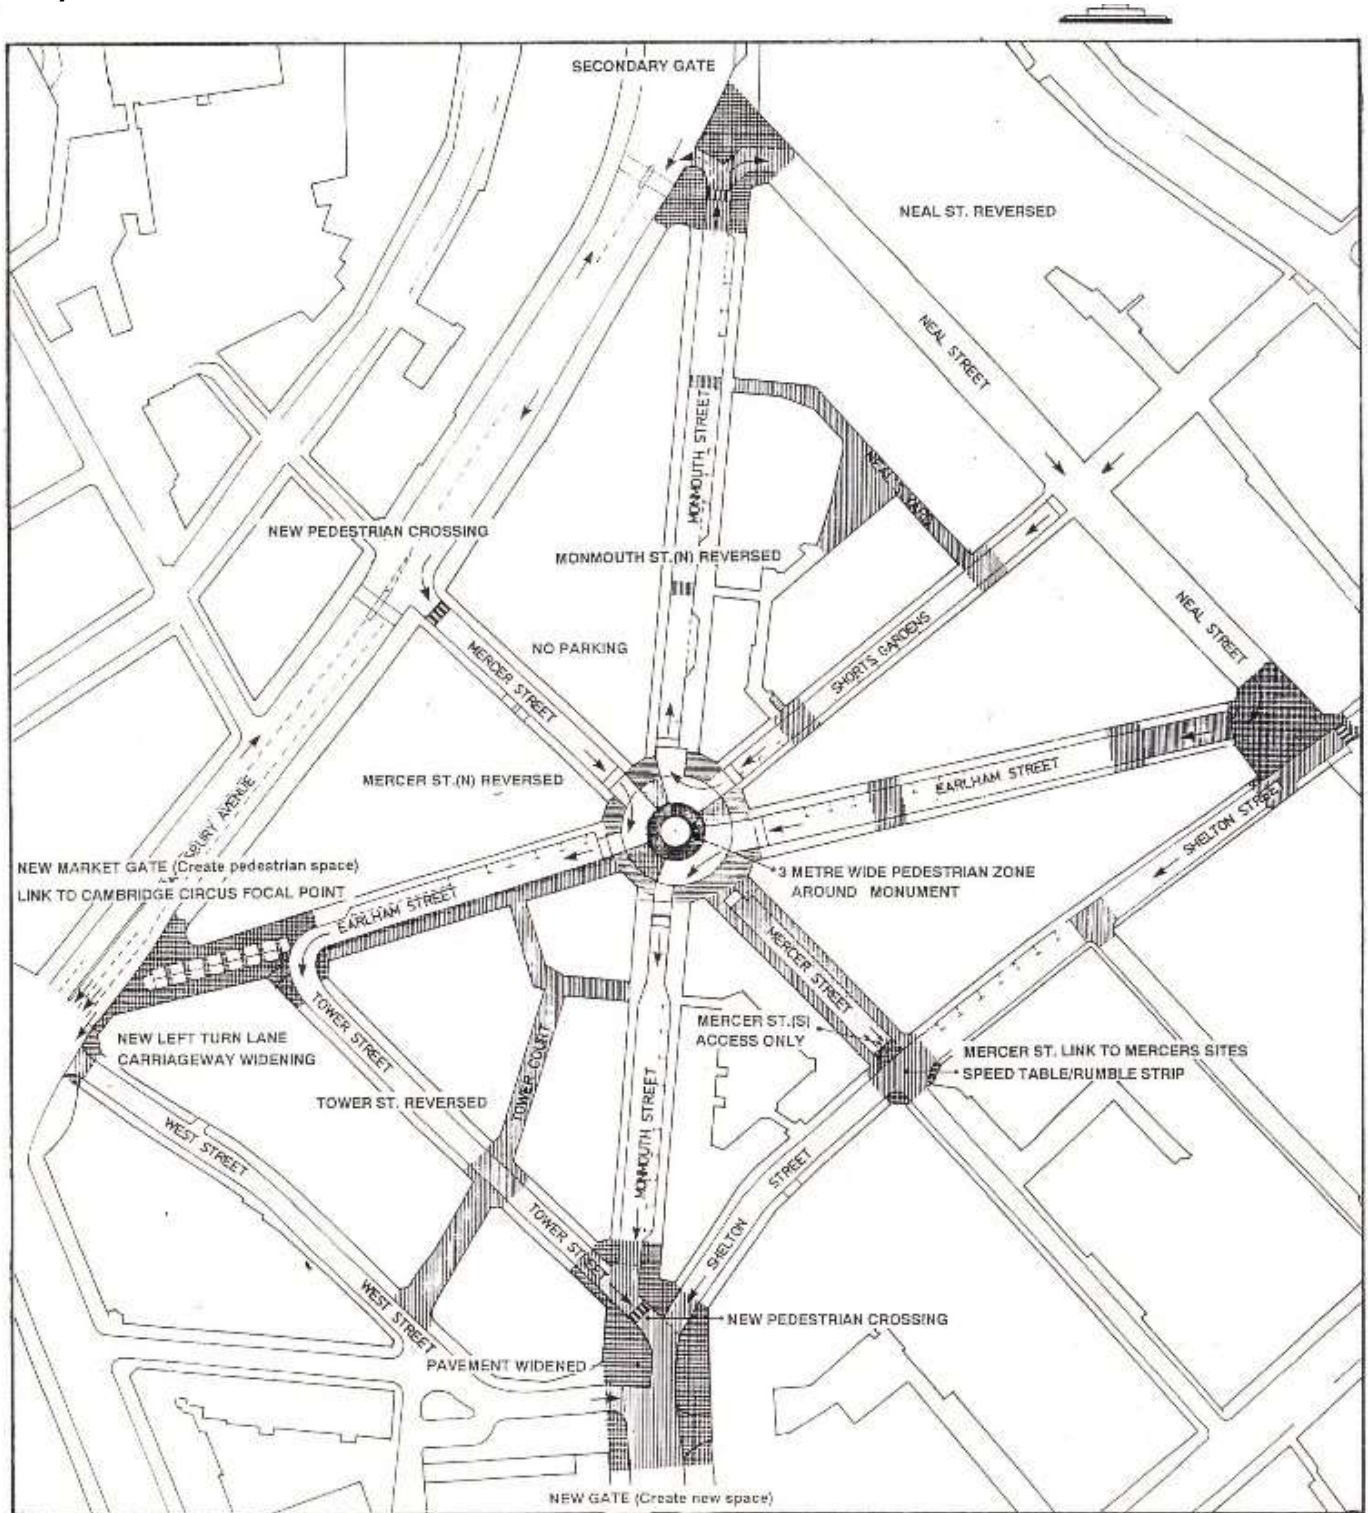 SECONDARY GATE
NEAL ST. REVERSED
NEAL STREET
MONMOUTH STREET
NEW PEDESTRIAN CROSSING
MONMOUTH ST.(N) REVERSED
NEAL STREET
NO PARKING
SHORTS GARDENS
MERCER STREET
MERCER ST.(N) REVERSED
EARLHAM STREET
SHELTON STREET
SBURY AVENUE
NEW MARKET GATE (Create pedestrian space)
LINK TO CAMBRIDGE CIRCUS FOCAL POINT
3 METRE WIDE PEDESTRIAN ZONE
AROUND MONUMENT
EARLHAM STREET
MERCER STREET
TOWER STREET
MERCER ST.(S)
ACCESS ONLY
NEW LEFT TURN LANE
CARRIAGEWAY WIDENING
MERCER ST. LINK TO MERCERS SITES
SPEED TABLE/RUMBLE STRIP
TOWER COURT
TOWER ST. REVERSED
MONMOUTH STREET
WEST STREET
SHELTON STREET
TOWER STREET
WEST STREET
NEW PEDESTRIAN CROSSING
PAVEMENT WIDENED
NEW GATE (Create new space)